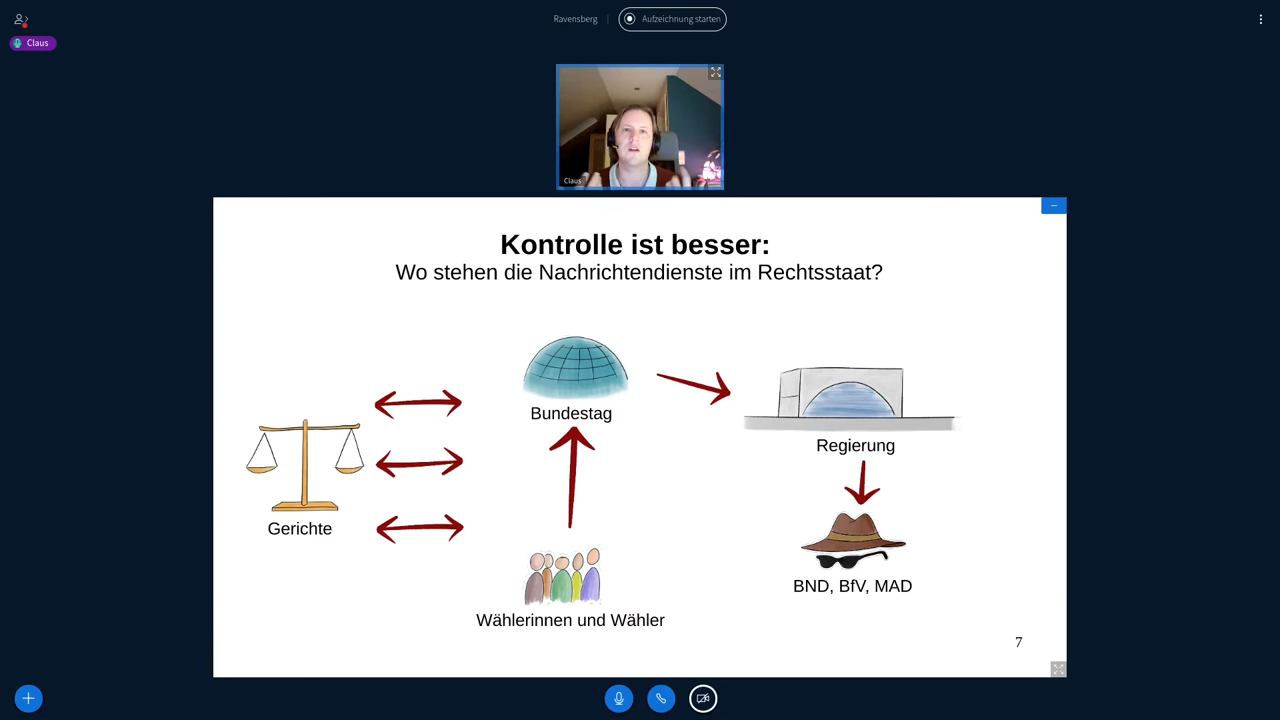 Ravensberg
Aufzeichnung starten
Claus
Claus
Kontrolle ist besser:
Wo stehen die Nachrichtendienste im Rechtsstaat?
Bundestag
Regierung
Gerichte
BND, BfV, MAD
Wählerinnen und Wähler
7